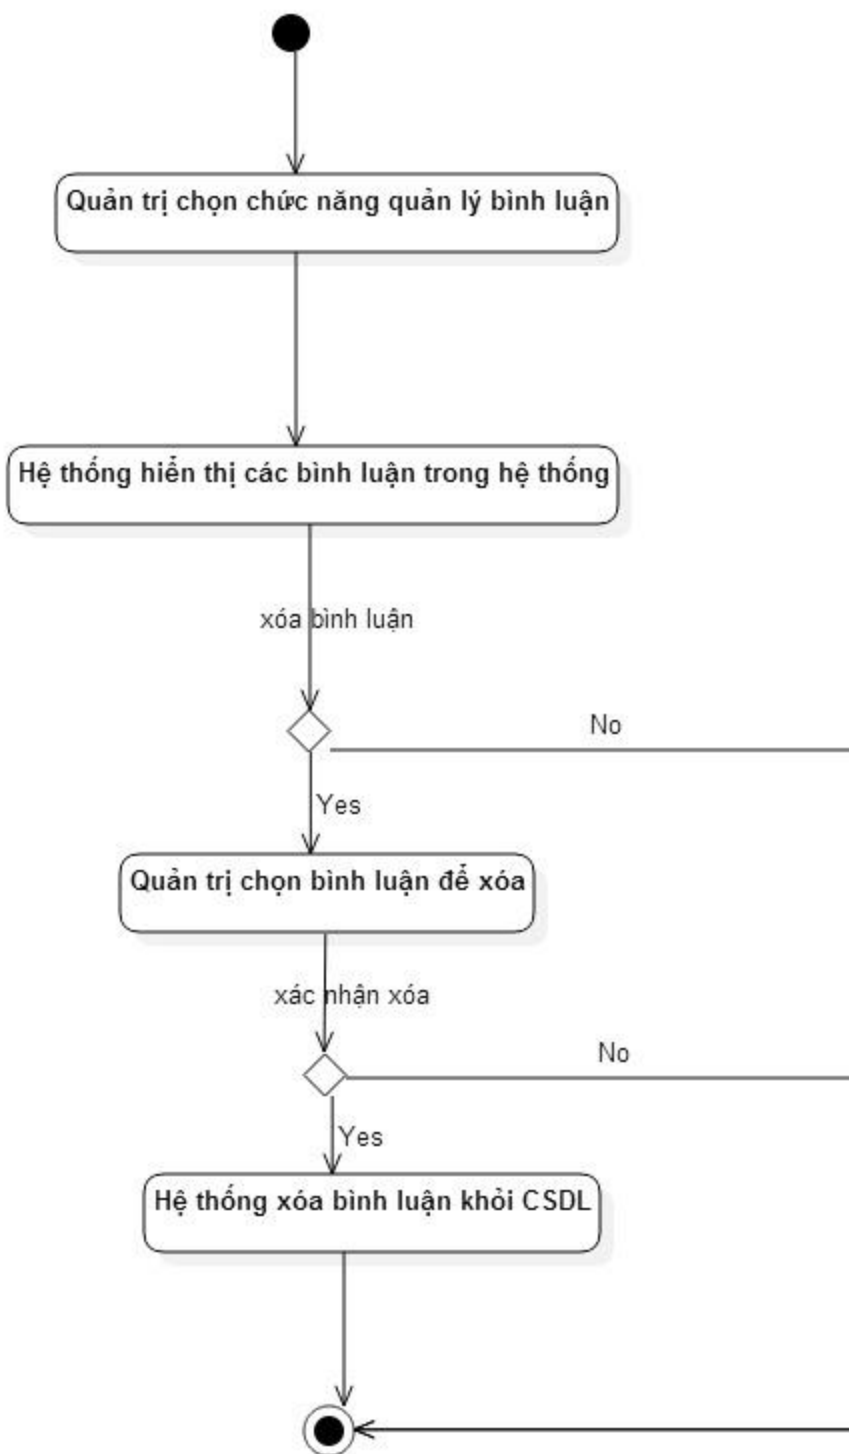 Quản trị chọn chức năng quản lý bình luận
Hệ thống hiển thị các bình luận trong hệ thống
xóa bình luận
No
Yes
Quản trị chọn bình luận để xóa
xác nhận xóa
No
Yes
Hệ thống xóa bình luận khỏi CSDL